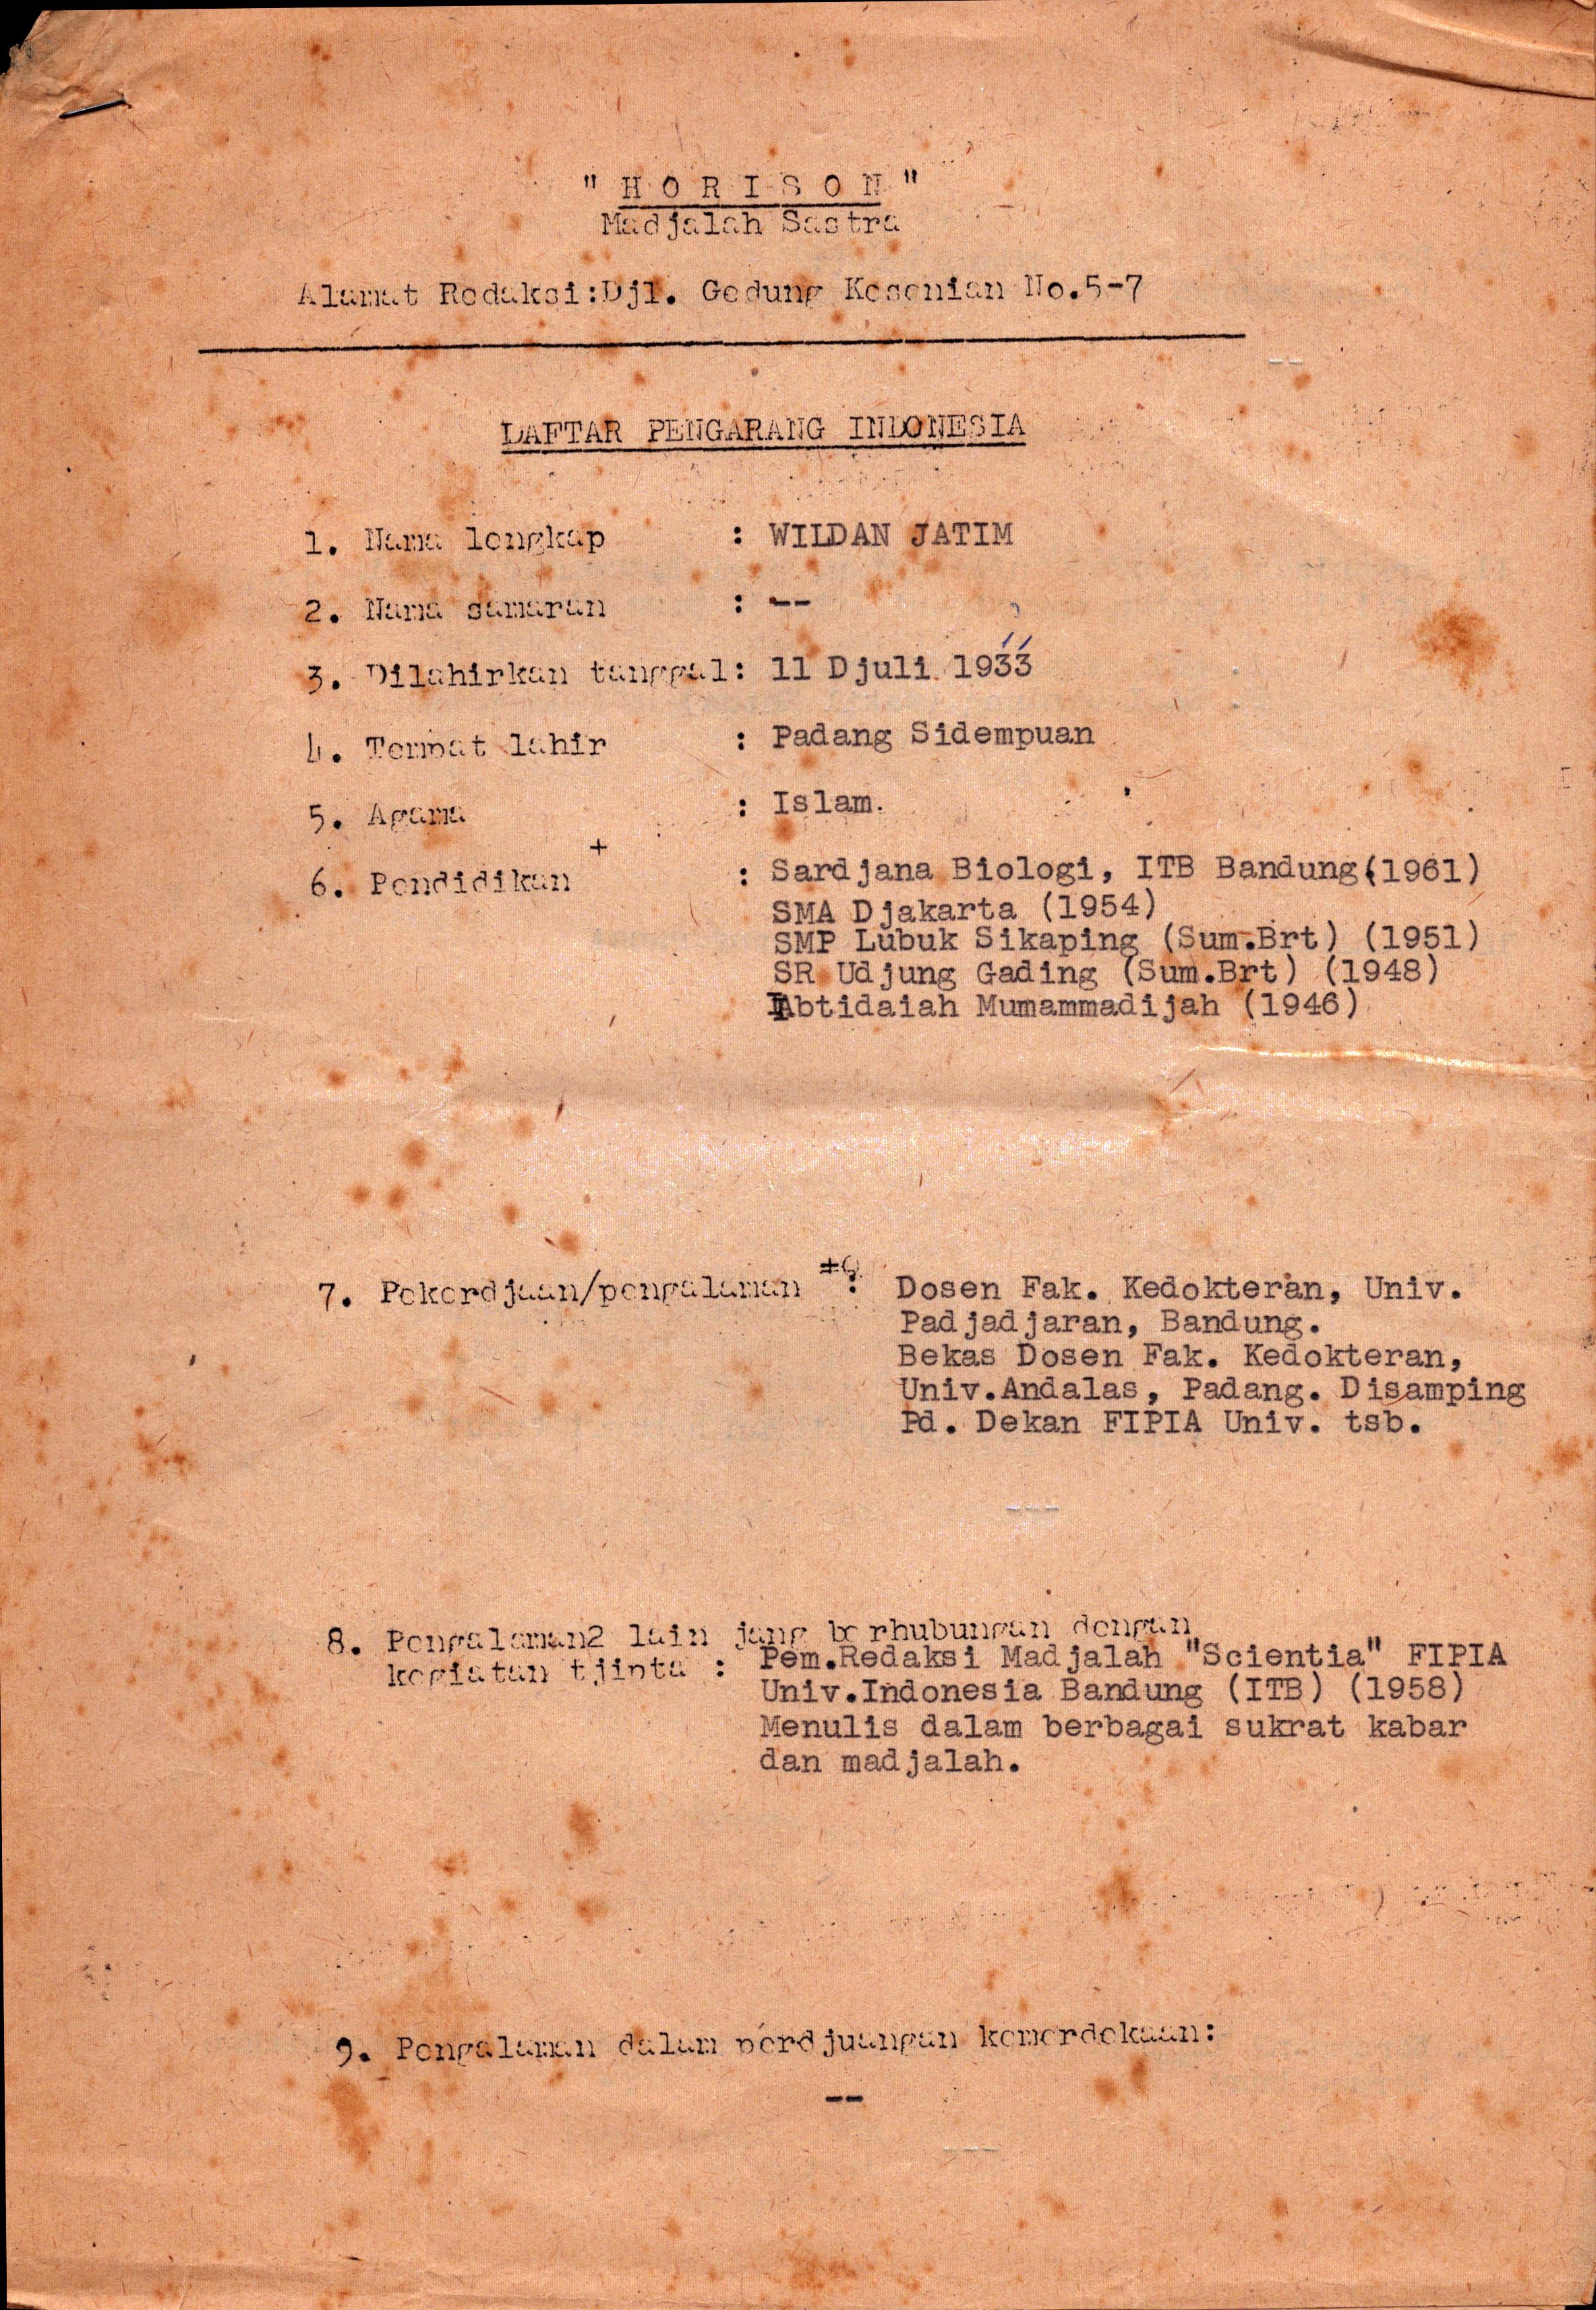 " H O R I S O N "
Madjalah Sastra
Alamat Redaksi:Djl. Gedung Kesenian No.5-7
DAFTAR PENGARANG INDONESIA
1. Nama lengkap : WILDAN JATIM
2. Nama samaran : --
3. Dilahirkan tanggal: 11 Djuli 1933
4. Tempat lahir : Padang Sidempuan
5. Agama : Islam.
6. Pendidikan + : Sardjana Biologi, ITB Bandung(1961)
SMA Djakarta (1954)
SMP Lubuk Sikaping (Sum.Brt) (1951)
SR Udjung Gading (Sum.Brt) (1948)
Ibtidaiah Mumammadijah (1946)
7. Pekerdjaan/pengalaman : Dosen Fak. Kedokteran, Univ.
Padjadjaran, Bandung.
Bekas Dosen Fak. Kedokteran,
Univ.Andalas, Padang. Disamping
Pd. Dekan FIPIA Univ. tsb.
8. Pengalaman2 lain jang berhubungan dengan
kegiatan tjipta : Pem.Redaksi Madjalah "Scientia" FIPIA
Univ.Indonesia Bandung (ITB) (1958)
Menulis dalam berbagai sukrat kabar
dan madjalah.
9. Pengalaman dalam perdjuangan kemerdekaan:
--